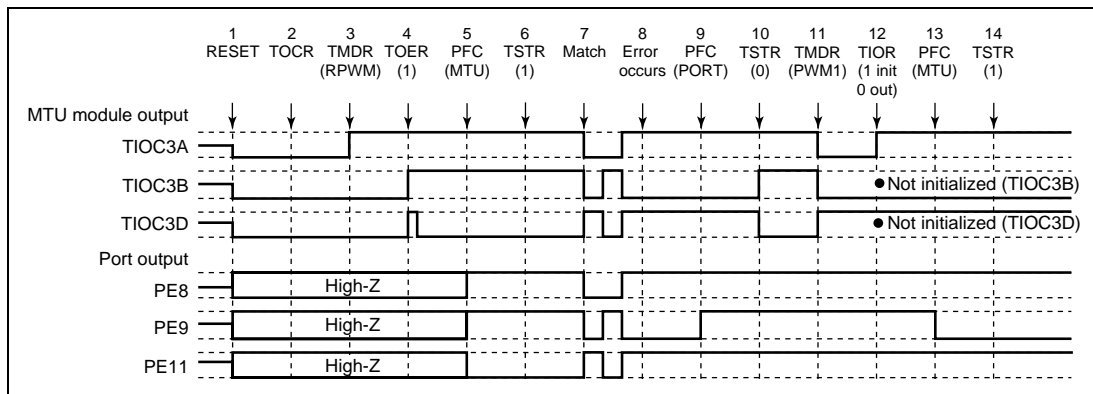 1 2 3 4 5 6 7 8 9 10 11 12 13 14
RESET TOCR TMDR TOER PFC TSTR Match Error PFC TSTR TMDR TIOR PFC TSTR
(RPWM) (1) (MTU) (1) occurs (PORT) (0) (PWM1) (1 init (MTU) (1)
0 out)
MTU module output
TIOC3A
TIOC3B
●Not initialized (TIOC3B)
TIOC3D
●Not initialized (TIOC3D)
Port output
PE8
High-Z
PE9
High-Z
PE11
High-Z